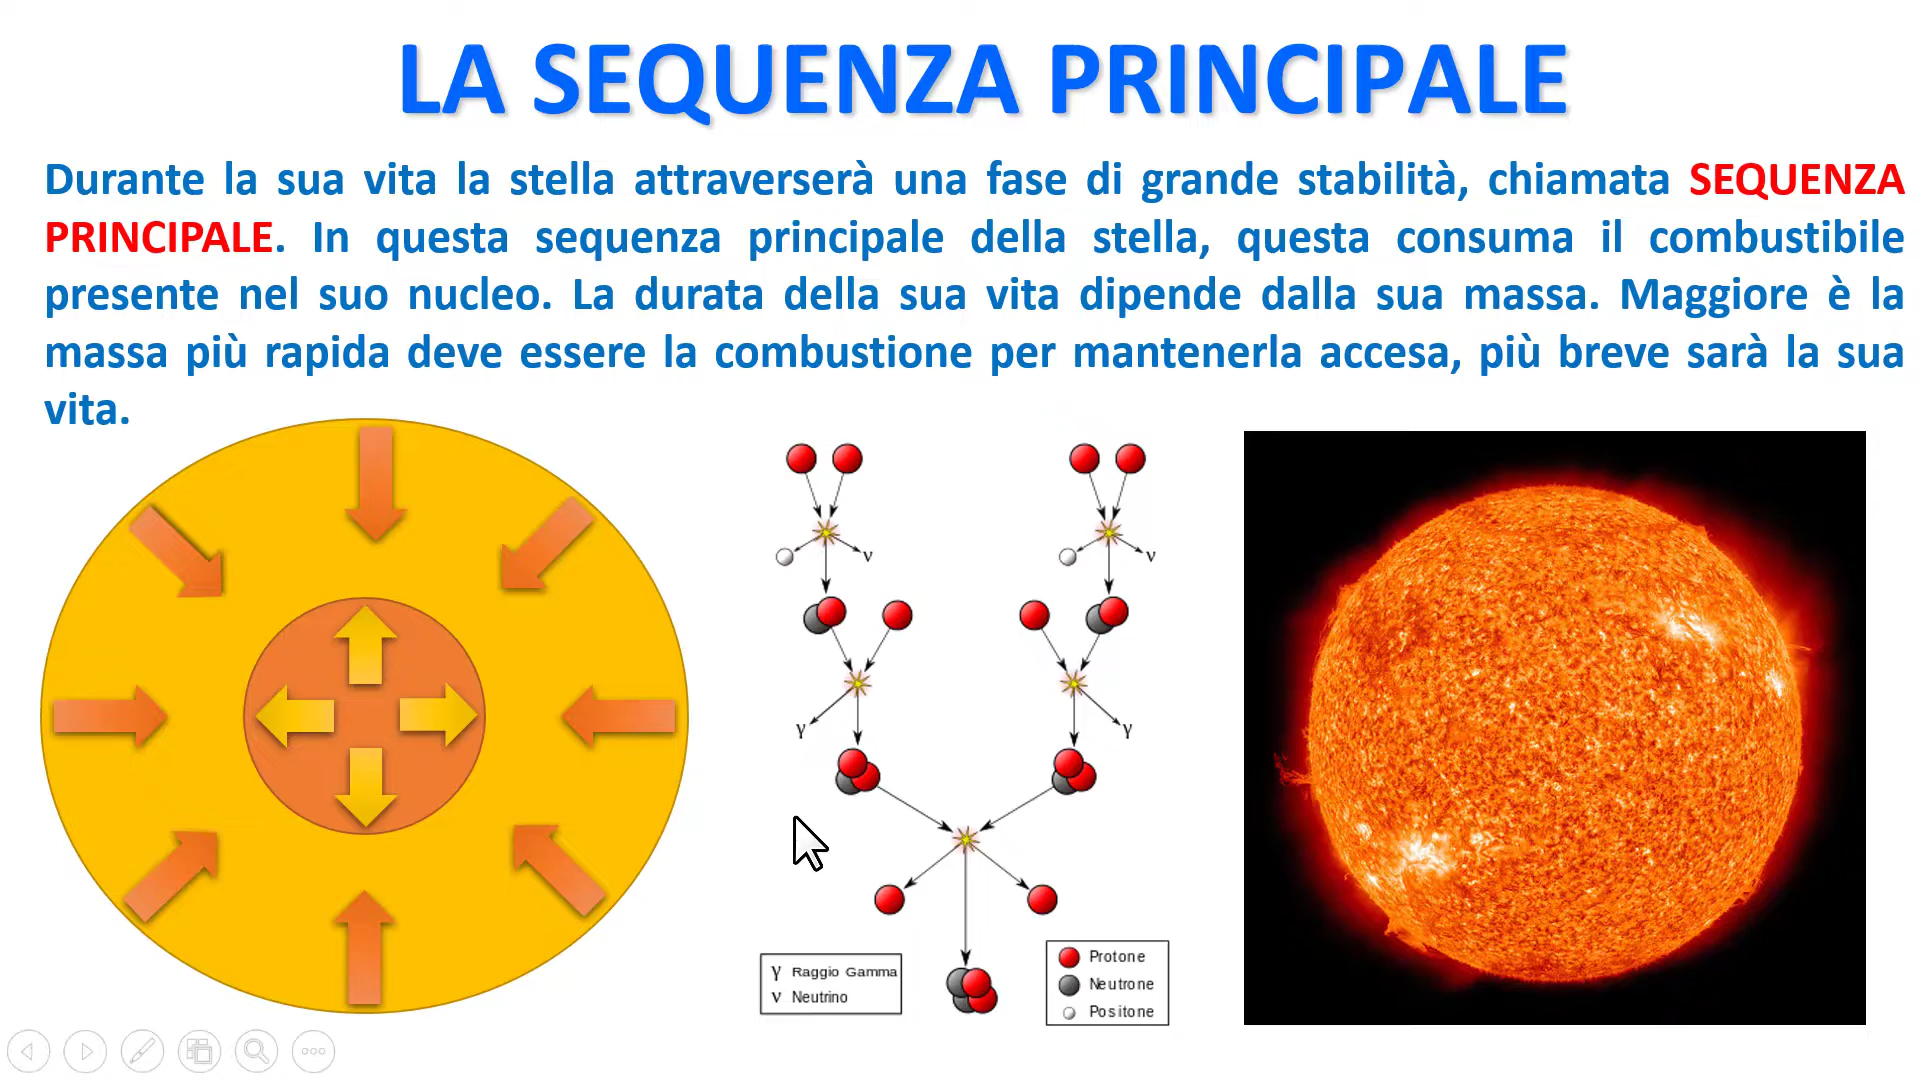 LA SEQUENZA PRINCIPALE
Durante la sua vita la stella attraverserà una fase di grande stabilità, chiamata SEQUENZA
PRINCIPALE. In questa sequenza principale della stella, questa consuma il combustibile
presente nel suo nucleo. La durata della sua vita dipende dalla sua massa. Maggiore è la
massa più rapida deve essere la combustione per mantenerla accesa, più breve sarà la sua
vita.
ν
ν
γ
γ
γ Raggio Gamma
ν Neutrino
Protone
Neutrone
Positone